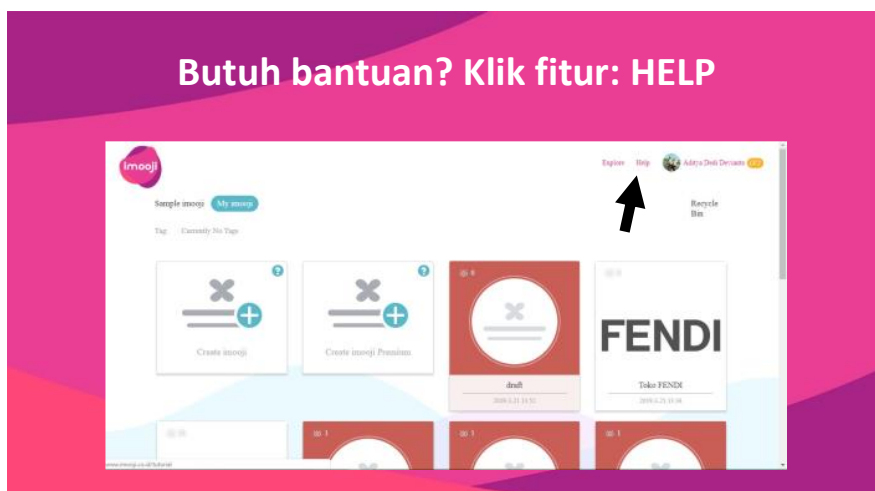 Butuh bantuan? Klik fitur: HELP
imooji
Explore Help
Sample imooji My imooji
Recycle
Bin
Tag: Currently No Tags
Create imooji
Create imooji Premium
FENDI
draft
Toko FENDI